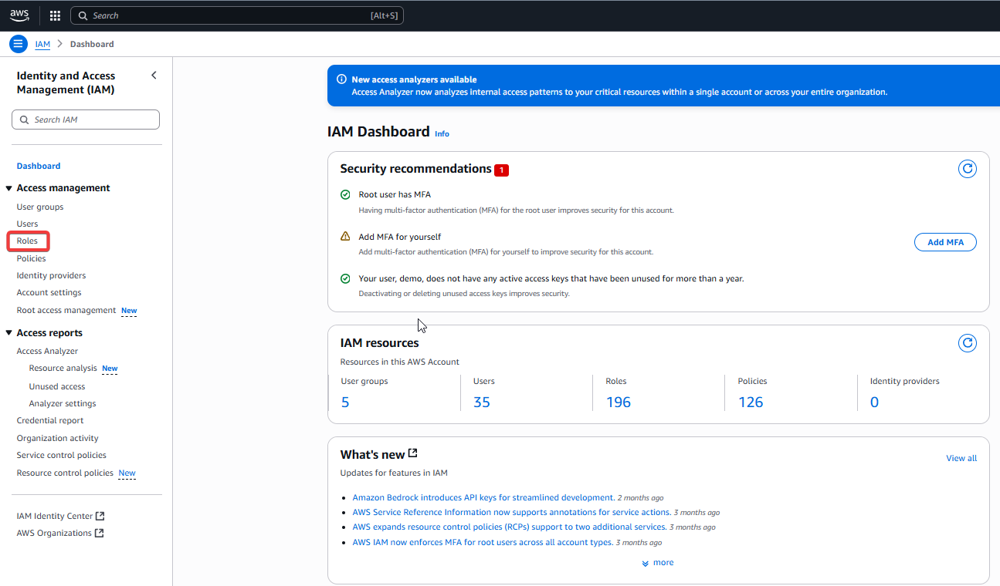 aws
Search [Alt+S]
IAM > Dashboard
Identity and Access
Management (IAM)
Search IAM
Dashboard
Access management
User groups
Users
Roles
Policies
Identity providers
Account settings
Root access management New
Access reports
Access Analyzer
Resource analysis New
Unused access
Analyzer settings
Credential report
Organization activity
Service control policies
Resource control policies New
IAM Identity Center
AWS Organizations
New access analyzers available
Access Analyzer now analyzes internal access patterns to your critical resources within a single account or across your entire organization.
IAM Dashboard Info
Security recommendations 1
Root user has MFA
Having multi-factor authentication (MFA) for the root user improves security for this account.
Add MFA for yourself
Add multi-factor authentication (MFA) for yourself to improve security for this account.
Add MFA
Your user, demo, does not have any active access keys that have been unused for more than a year.
Deactivating or deleting unused access keys improves security.
IAM resources
Resources in this AWS Account
User groups Users Roles Policies Identity providers
5 35 196 126 0
What's new
View all
Updates for features in IAM
Amazon Bedrock introduces API keys for streamlined development. 2 months ago
AWS Service Reference Information now supports annotations for service actions. 3 months ago
AWS expands resource control policies (RCPs) support to two additional services. 3 months ago
AWS IAM now enforces MFA for root users across all account types. 3 months ago
more